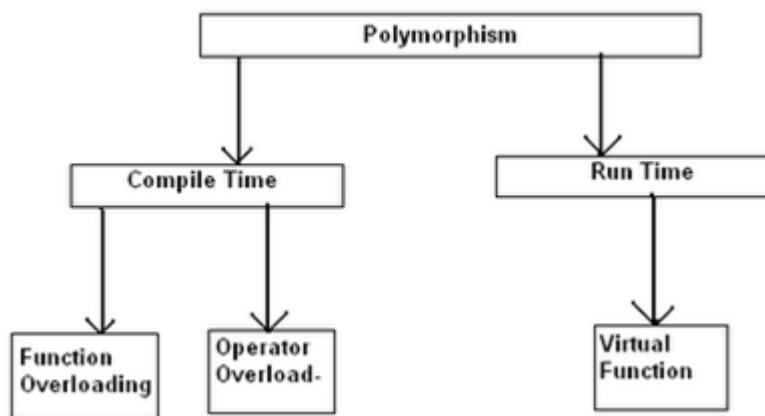 Polymorphism
Compile Time
Run Time
Function
Overloading
Operator
Overload-
Virtual
Function